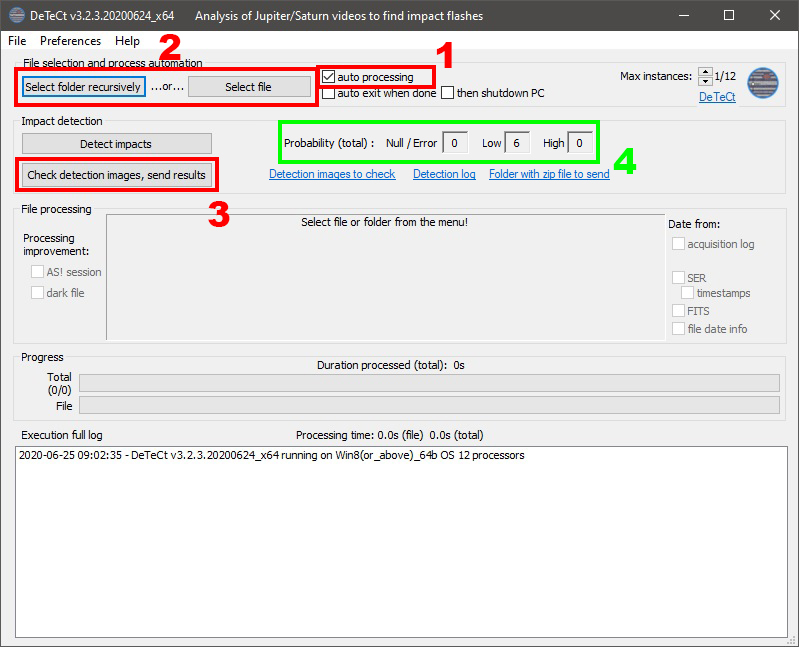 DeTeCt v3.2.3.20200624_x64 Analysis of Jupiter/Saturn videos to find impact flashes
File Preferences Help
2
1
File selection and process automation
Select folder recursively ...or... Select file
auto processing
auto exit when done then shutdown PC
Max instances: 1/12
DeTeCt
Impact detection
Detect impacts
Probability (total) : Null / Error 0 Low 6 High 0
4
Check detection images, send results
Detection images to check Detection log Folder with zip file to send
3
File processing
Select file or folder from the menu!
Date from:
Processing
improvement:
acquisition log
AS! session
SER
dark file
timestamps
FITS
file date info
Progress
Duration processed (total): 0s
Total
(0/0)
File
Execution full log Processing time: 0.0s (file) 0.0s (total)
2020-06-25 09:02:35 - DeTeCt v3.2.3.20200624_x64 running on Win8(or_above)_64b OS 12 processors